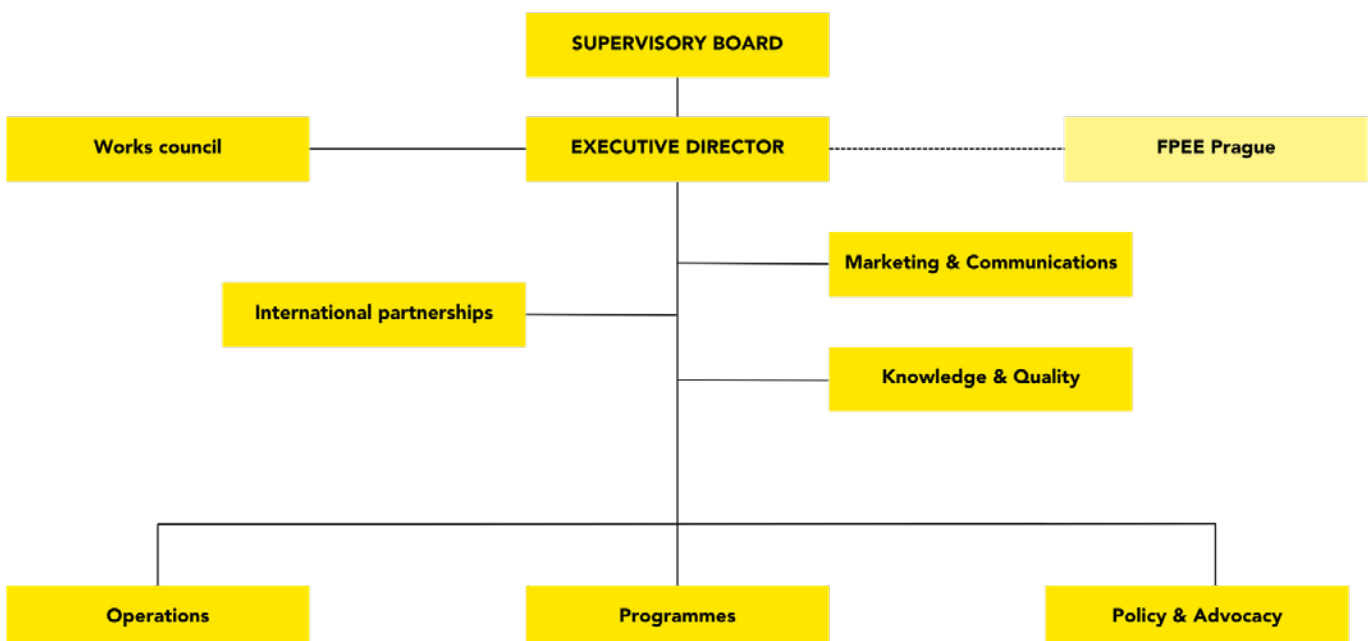 SUPERVISORY BOARD
Works council
EXECUTIVE DIRECTOR
FPEE Prague
Marketing & Communications
International partnerships
Knowledge & Quality
Operations
Programmes
Policy & Advocacy